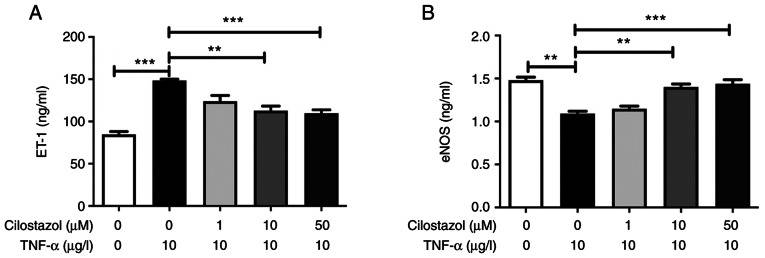 A
B
***
***
**
**
***
**
200
150
100
50
0
ET-1 (ng/ml)
2.0
1.5
1.0
0.5
0.0
eNOS (ng/ml)
Cilostazol (µM) 0 0 1 10 50
TNF-α (µg/l) 0 10 10 10 10
Cilostazol (µM) 0 0 1 10 50
TNF-α (µg/l) 0 10 10 10 10